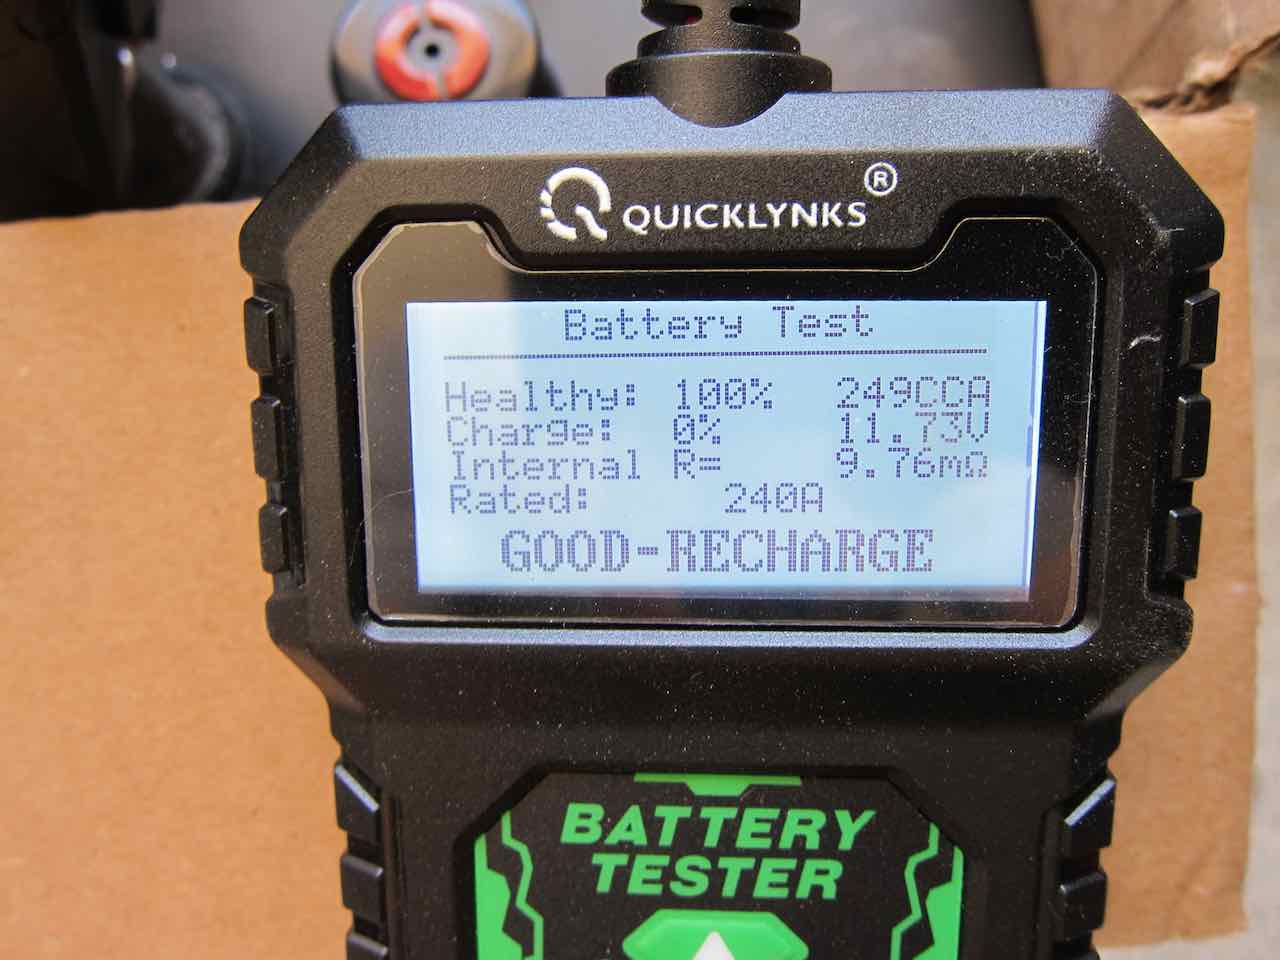 QUICKLYNKS®
Battery Test
Healthy: 100% 249CCA
Charge: 0% 11.73V
Internal R= 9.76mΩ
Rated: 240A
GOOD-RECHARGE
BATTERY
TESTER